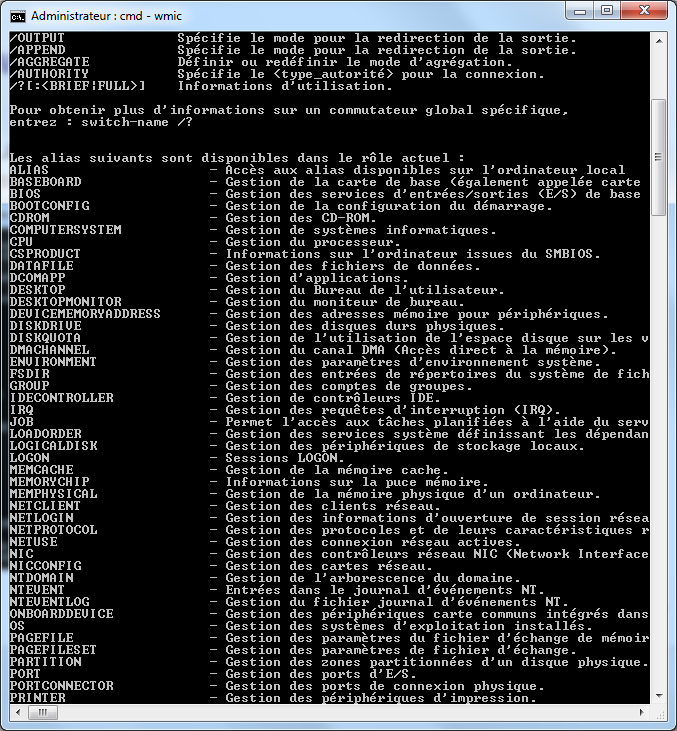 Administrateur : cmd - wmic
/OUTPUT Spécifie le mode pour la redirection de la sortie.
/APPEND Spécifie le mode pour la redirection de la sortie.
/AGGREGATE Définir ou redéfinir le mode d'agrégation.
/AUTHORITY Spécifie le <type_autorité> pour la connexion.
/?[:<BRIEF|FULL>] Informations d'utilisation.
Pour obtenir plus d'informations sur un commutateur global spécifique,
entrez : switch-name /?
Les alias suivants sont disponibles dans le rôle actuel :
ALIAS - Accès aux alias disponibles sur l'ordinateur local
BASEBOARD - Gestion de la carte de base (également appelée carte
BIOS - Gestion des services d'entrées/sorties (E/S) de base
BOOTCONFIG - Gestion de la configuration du démarrage.
CDROM - Gestion des CD-ROM.
COMPUTERSYSTEM - Gestion de systèmes informatiques.
CPU - Gestion du processeur.
CSPRODUCT - Informations sur l'ordinateur issues du SMBIOS.
DATAFILE - Gestion des fichiers de données.
DCOMAPP - Gestion d'applications.
DESKTOP - Gestion du Bureau de l'utilisateur.
DESKTOPMONITOR - Gestion du moniteur de bureau.
DEVICEMEMORYADDRESS - Gestion des adresses mémoire pour périphériques.
DISKDRIVE - Gestion des disques durs physiques.
DISKQUOTA - Gestion de l'utilisation de l'espace disque sur les v
DMACHANNEL - Gestion du canal DMA (Accès direct à la mémoire).
ENVIRONMENT - Gestion des paramètres d'environnement système.
FSDIR - Gestion des entrées de répertoires du système de fich
GROUP - Gestion des comptes de groupes.
IDECONTROLLER - Gestion de contrôleurs IDE.
IRQ - Gestion des requêtes d'interruption (IRQ).
JOB - Permet l'accès aux tâches planifiées à l'aide du serv
LOADORDER - Gestion des services système définissant les dépendan
LOGICALDISK - Gestion des périphériques de stockage locaux.
LOGON - Sessions LOGON.
MEMCACHE - Gestion de la mémoire cache.
MEMORYCHIP - Informations sur la puce mémoire.
MEMPHYSICAL - Gestion de la mémoire physique d'un ordinateur.
NETCLIENT - Gestion des clients réseau.
NETLOGIN - Gestion des informations d'ouverture de session résea
NETPROTOCOL - Gestion des protocoles et de leurs caractéristiques r
NETUSE - Gestion des connexion réseau actives.
NIC - Gestion des contrôleurs réseau NIC (Network Interface
NICCONFIG - Gestion des cartes réseau.
NTDOMAIN - Gestion de l'arborescence du domaine.
NTEVENT - Entrées dans le journal d'événements NT.
NTEVENTLOG - Gestion du fichier journal d'événements NT.
ONBOARDDEVICE - Gestion des périphériques carte communs intégrés dans
OS - Gestion des systèmes d'exploitation installés.
PAGEFILE - Gestion des paramètres du fichier d'échange de mémoir
PAGEFILESET - Gestion des paramètres de fichier d'échange.
PARTITION - Gestion des zones partitionnées d'un disque physique.
PORT - Gestion des ports d'E/S.
PORTCONNECTOR - Gestion des ports de connexion physique.
PRINTER - Gestion des périphériques d'impression.